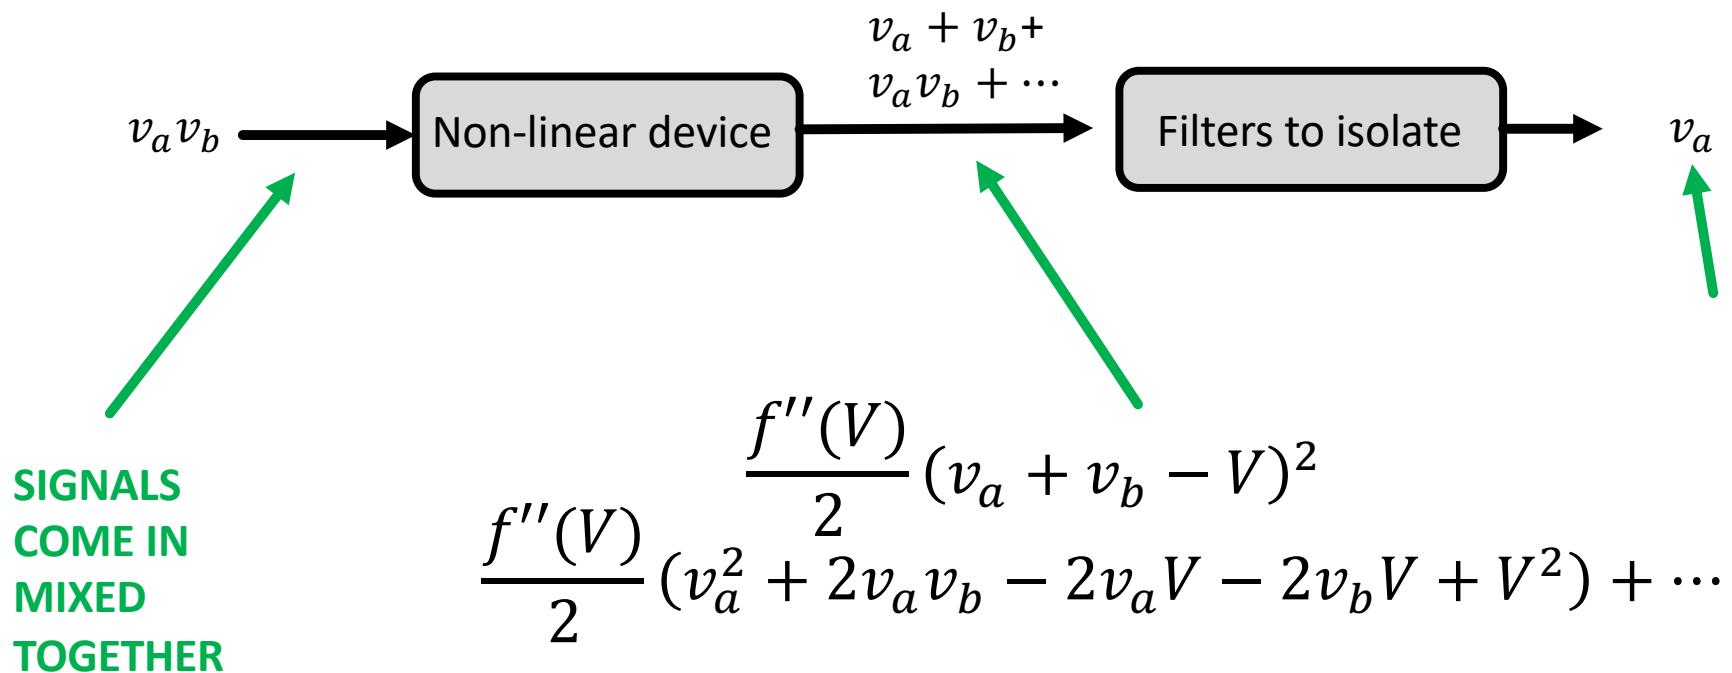 v_a + v_b+
v_a v_b + ⋯
v_a v_b
Non-linear device
Filters to isolate
v_a
f''(V)/2 (v_a + v_b − V)^2
f''(V)/2 (v_a^2 + 2v_a v_b − 2v_a V − 2v_b V + V^2) + ⋯
SIGNALS
COME IN
MIXED
TOGETHER